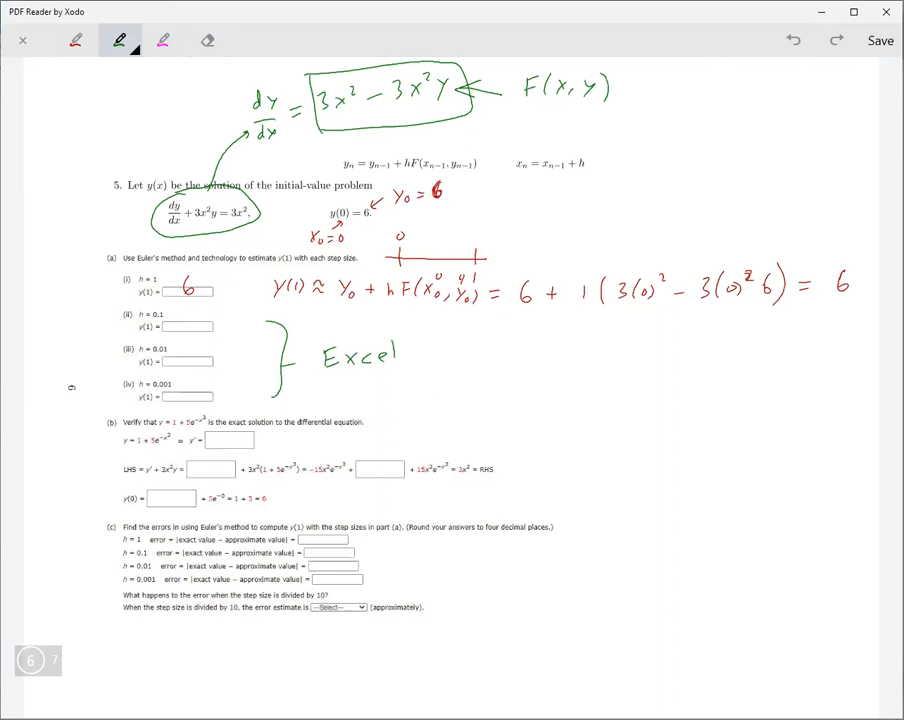 PDF Reader by Xodo
Save
dy/dx = 3x² − 3x²y ← F(x, y)
yₙ = yₙ₋₁ + hF(xₙ₋₁, yₙ₋₁) xₙ = xₙ₋₁ + h
5. Let y(x) be the solution of the initial-value problem
y₀ = 6
dy/dx + 3x²y = 3x², y(0) = 6.
x₀ = 0
0
(a) Use Euler's method and technology to estimate y(1) with each step size.
(i) h = 1
y(1) = 6
y(1) ≈ y₀ + h F(x₀, y₀) = 6 + 1(3(0)² − 3(0)² 6) = 6
(ii) h = 0.1
y(1) =
(iii) h = 0.01
y(1) =
} Excel
(iv) h = 0.001
y(1) =
6
(b) Verify that y = 1 + 5e^(−x³) is the exact solution to the differential equation.
y = 1 + 5e^(−x³) ⇒ y' =
LHS = y' + 3x²y = + 3x²(1 + 5e^(−x³)) = −15x²e^(−x³) + + 15x²e^(−x³) = 3x² = RHS
y(0) = + 5e⁻⁰ = 1 + 5 = 6
(c) Find the errors in using Euler's method to compute y(1) with the step sizes in part (a). (Round your answers to four decimal places.)
h = 1 error = |exact value − approximate value| =
h = 0.1 error = |exact value − approximate value| =
h = 0.01 error = |exact value − approximate value| =
h = 0.001 error = |exact value − approximate value| =
What happens to the error when the step size is divided by 10?
When the step size is divided by 10, the error estimate is ---Select--- (approximately).
6 7